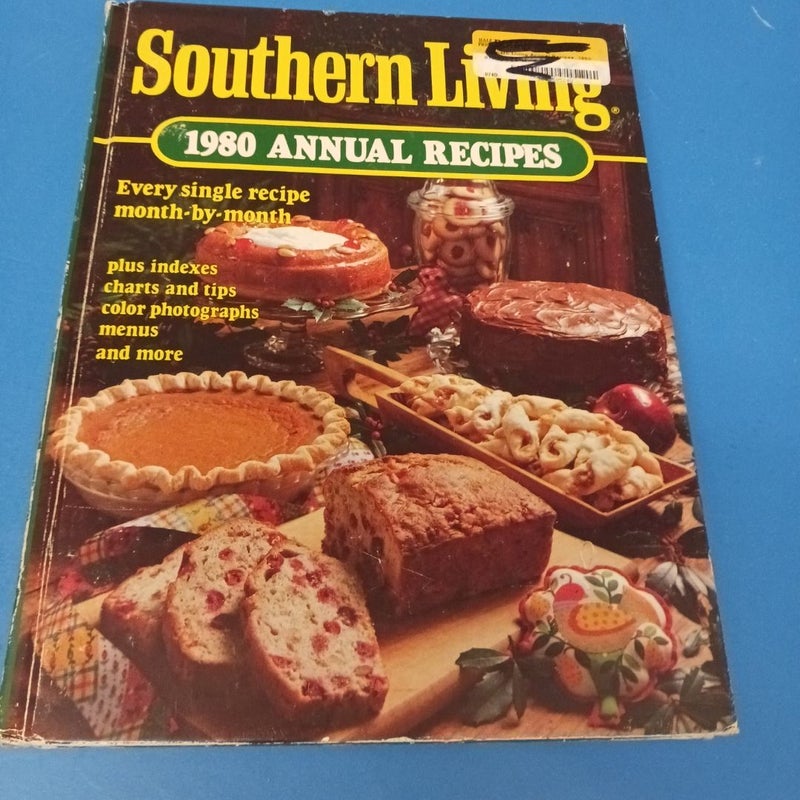 Southern Living®
1980 ANNUAL RECIPES
Every single recipe
month-by-month
plus indexes
charts and tips
color photographs
menus
and more